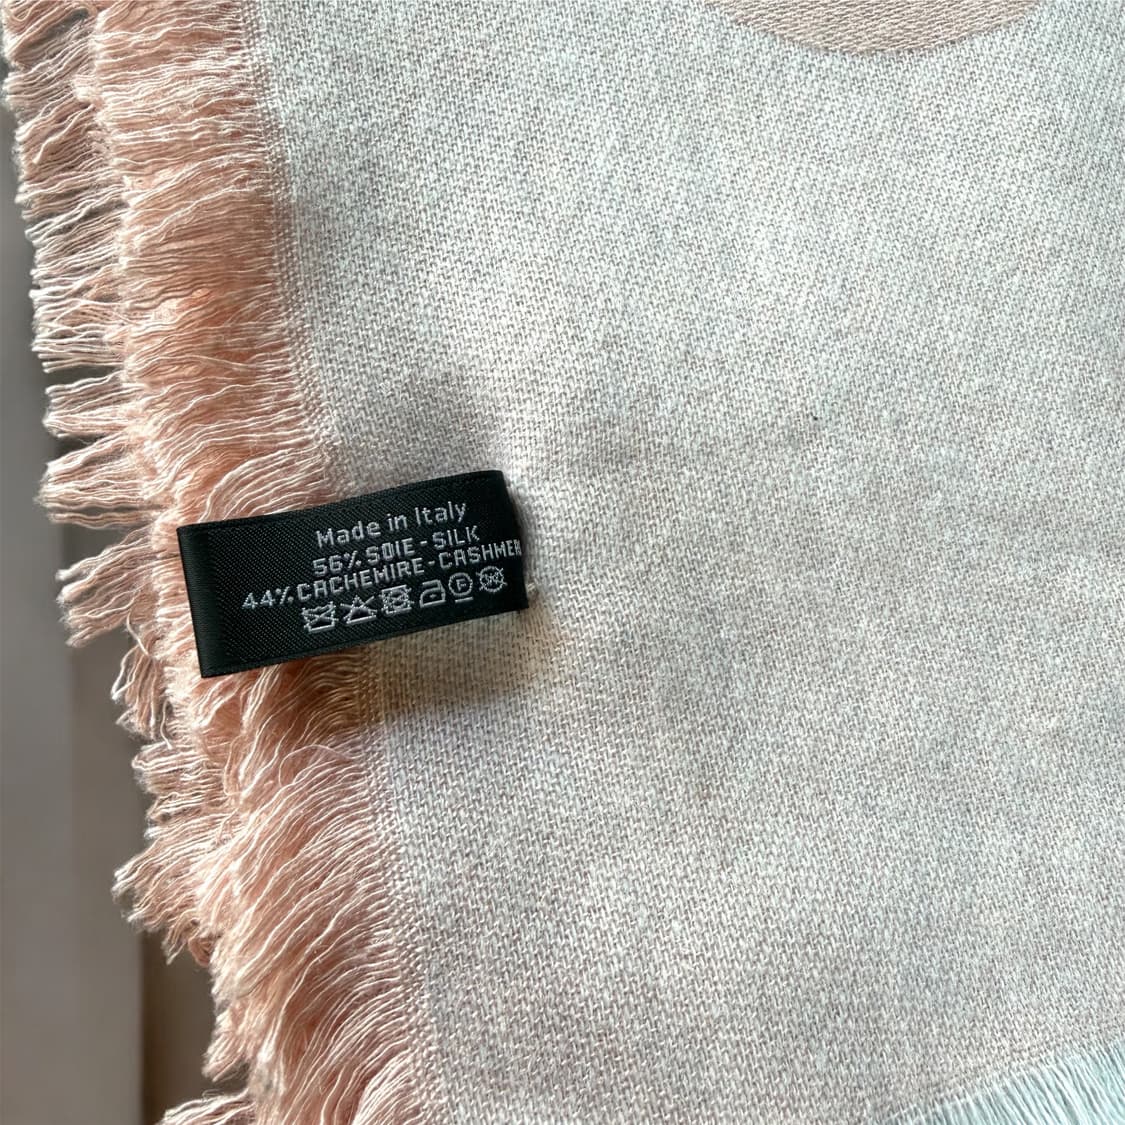 Made in Italy
56% SOIE - SILK
44% CACHEMIRE - CASHMER
F
W